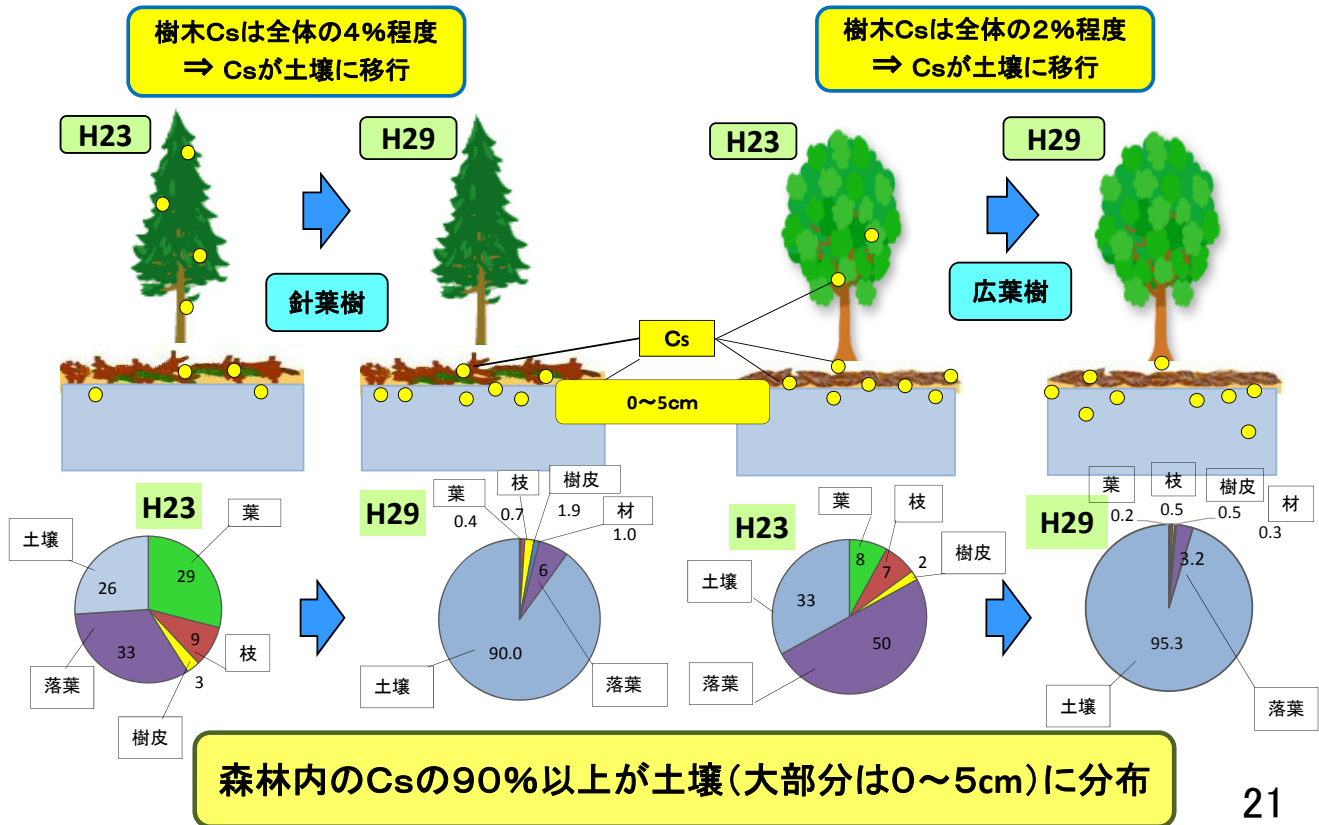 樹木Csは全体の4%程度
⇒ Csが土壌に移行
樹木Csは全体の2%程度
⇒ Csが土壌に移行
H23
H29
H23
H29
針葉樹
広葉樹
Cs
0～5cm
H23
葉
29
枝
9
樹皮
3
落葉
33
土壌
26
H29
葉
0.4
枝
0.7
樹皮
1.9
材
1.0
落葉
6
土壌
90.0
H23
葉
8
枝
7
樹皮
2
落葉
50
土壌
33
H29
葉
0.2
枝
0.5
樹皮
0.5
材
0.3
落葉
3.2
土壌
95.3
森林内のCsの90%以上が土壌(大部分は0～5cm)に分布
21